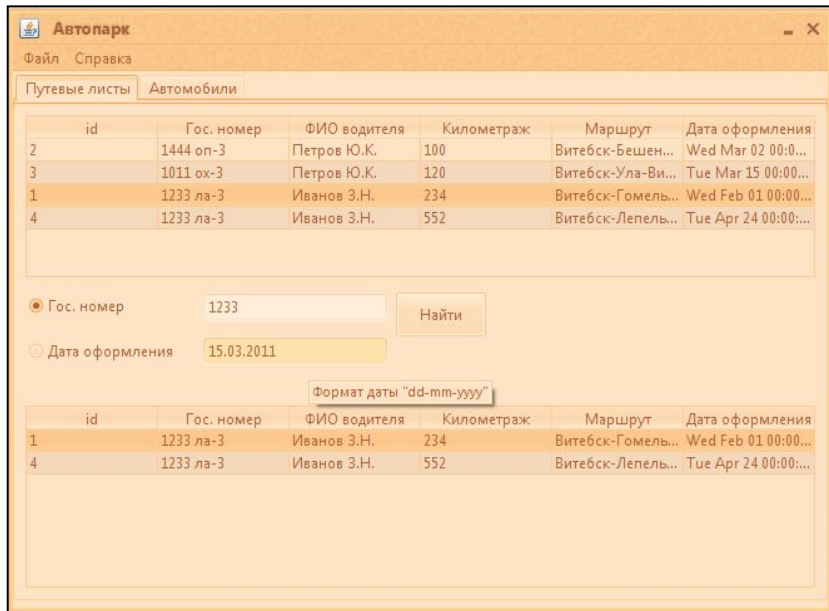 Автопарк
Файл Справка
Путевые листы Автомобили
id Гос. номер ФИО водителя Километраж Маршрут Дата оформления
2 1444 оп-3 Петров Ю.К. 100 Витебск-Бешен... Wed Mar 02 00:0...
3 1011 ох-3 Петров Ю.К. 120 Витебск-Ула-Ви... Tue Mar 15 00:00...
1 1233 ла-3 Иванов З.Н. 234 Витебск-Гомель... Wed Feb 01 00:00...
4 1233 ла-3 Иванов З.Н. 552 Витебск-Лепель... Tue Apr 24 00:00:...
Гос. номер 1233 Найти
Дата оформления 15.03.2011
Формат даты "dd-mm-yyyy"
id Гос. номер ФИО водителя Километраж Маршрут Дата оформления
1 1233 ла-3 Иванов З.Н. 234 Витебск-Гомель... Wed Feb 01 00:00...
4 1233 ла-3 Иванов З.Н. 552 Витебск-Лепель... Tue Apr 24 00:00:...